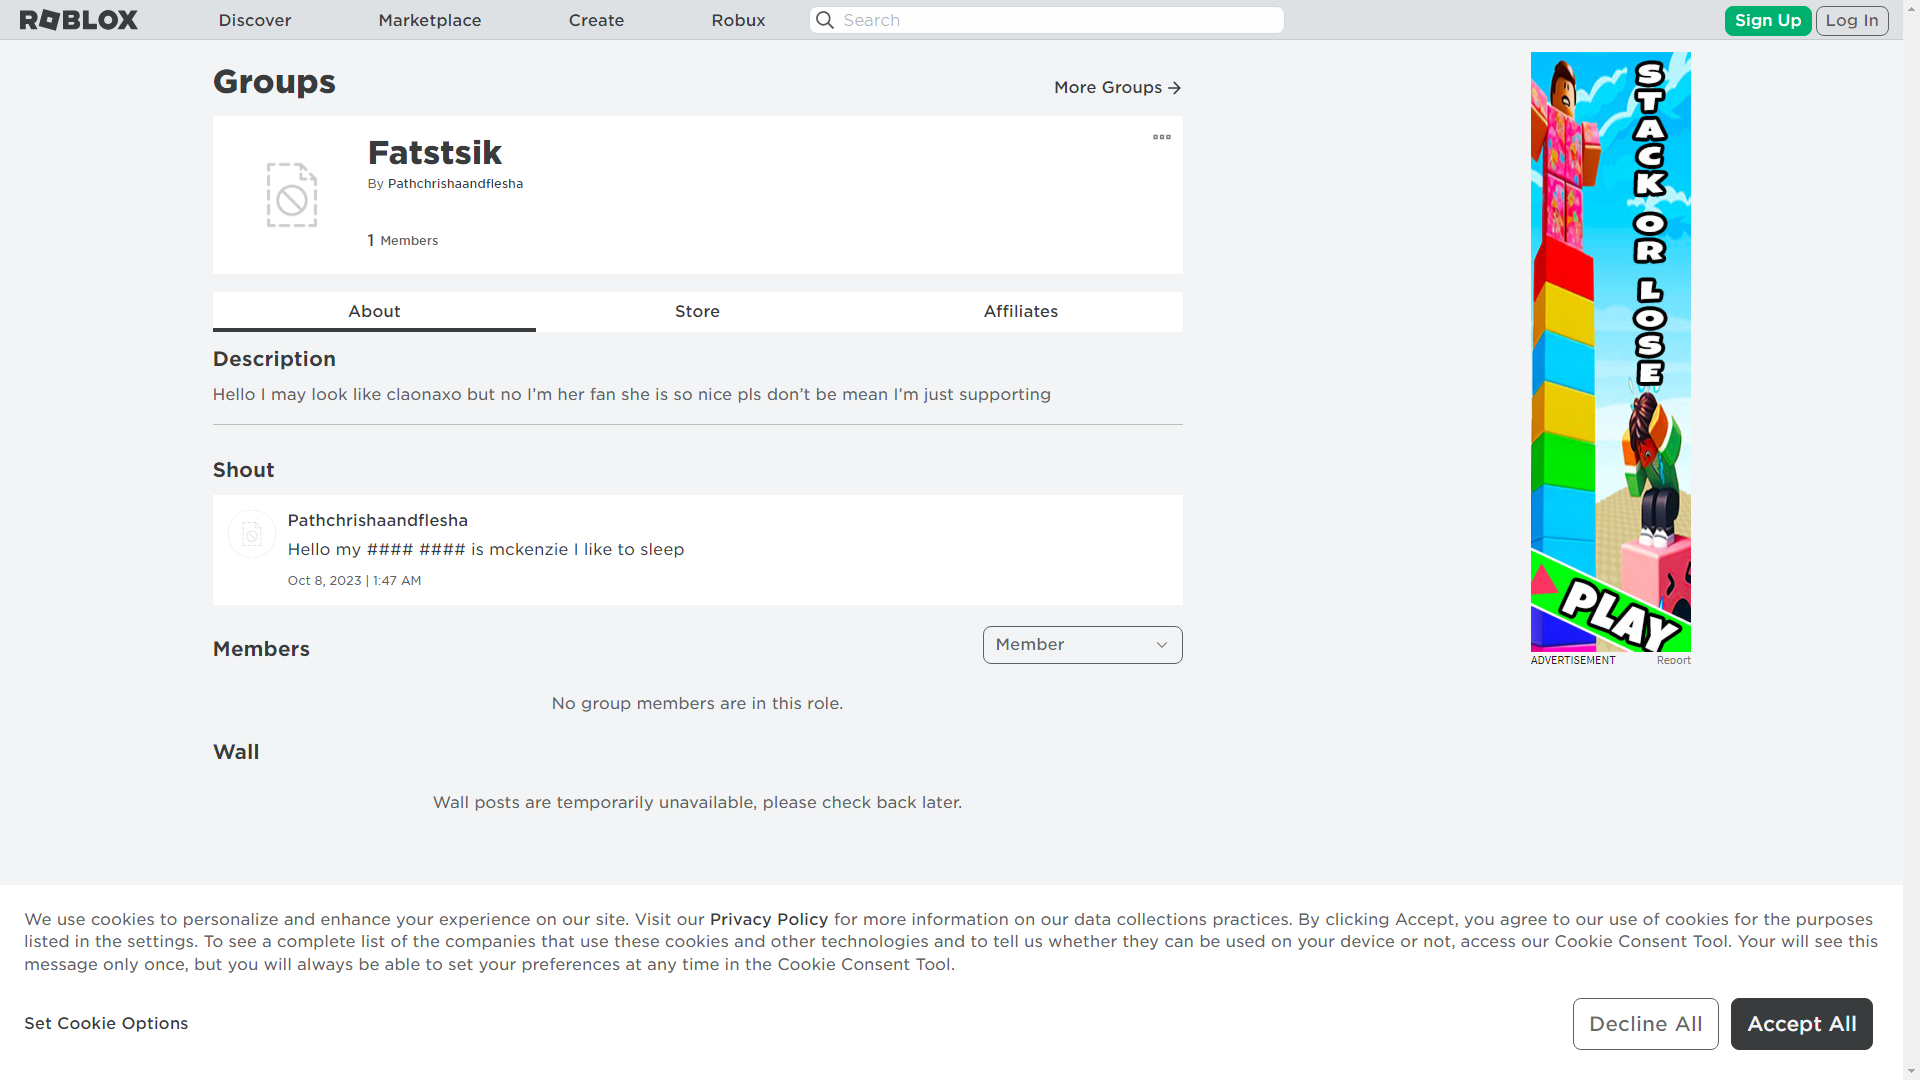 ROBLOX
Discover
Marketplace
Create
Robux
Search
Sign Up
Log In
Groups
More Groups
Fatstsik
By Pathchrishaandflesha
1 Members
About
Store
Affiliates
Description
Hello I may look like claonaxo but no I’m her fan she is so nice pls don’t be mean I’m just supporting
Shout
Pathchrishaandflesha
Hello my #### #### is mckenzie I like to sleep
Oct 8, 2023 | 1:47 AM
Members
Member
No group members are in this role.
Wall
Wall posts are temporarily unavailable, please check back later.
STACK OR LOSE
PLAY
ADVERTISEMENT
Report
We use cookies to personalize and enhance your experience on our site. Visit our Privacy Policy for more information on our data collections practices. By clicking Accept, you agree to our use of cookies for the purposes
listed in the settings. To see a complete list of the companies that use these cookies and other technologies and to tell us whether they can be used on your device or not, access our Cookie Consent Tool. Your will see this
message only once, but you will always be able to set your preferences at any time in the Cookie Consent Tool.
Set Cookie Options
Decline All
Accept All